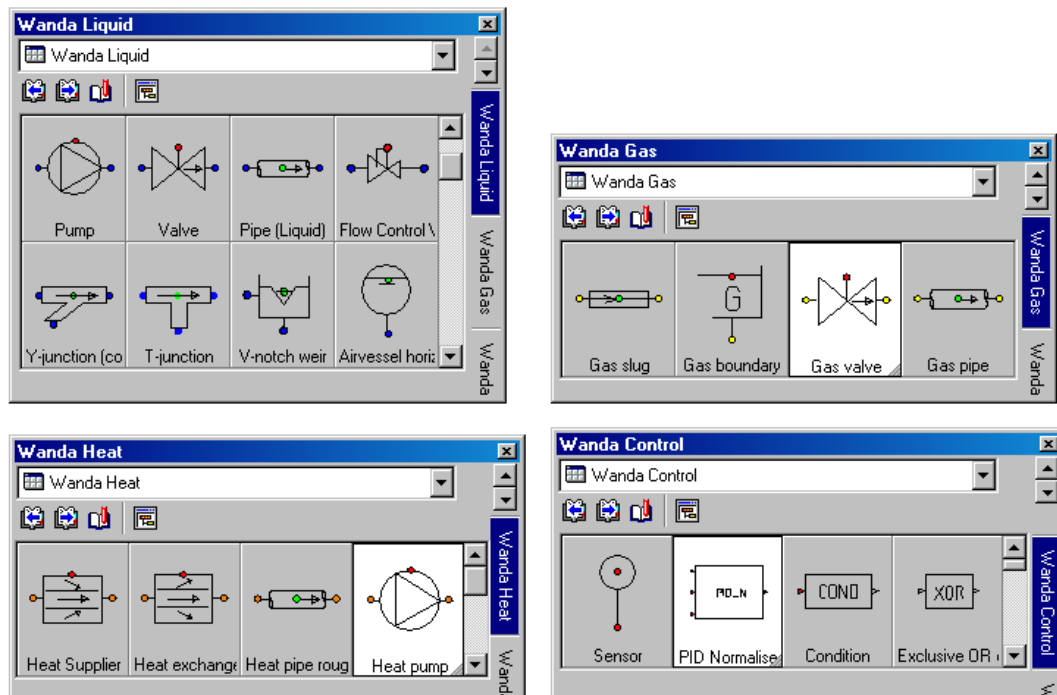 Wanda Liquid
Wanda Liquid
Wanda Liquid
Wanda Gas
Wanda
Pump
Valve
Pipe (Liquid)
Flow Control V
Y-junction (co
T-junction
V-notch weir
Airvessel horiz
Wanda Gas
Wanda Gas
Wanda Gas
Wanda
G
Gas slug
Gas boundary
Gas valve
Gas pipe
Wanda Heat
Wanda Heat
Wanda Heat
Wand
Heat Supplier
Heat exchange
Heat pipe roug
Heat pump
Wanda Control
Wanda Control
Wanda Control
PID_N
COND
XOR
Sensor
PID Normalise
Condition
Exclusive OR